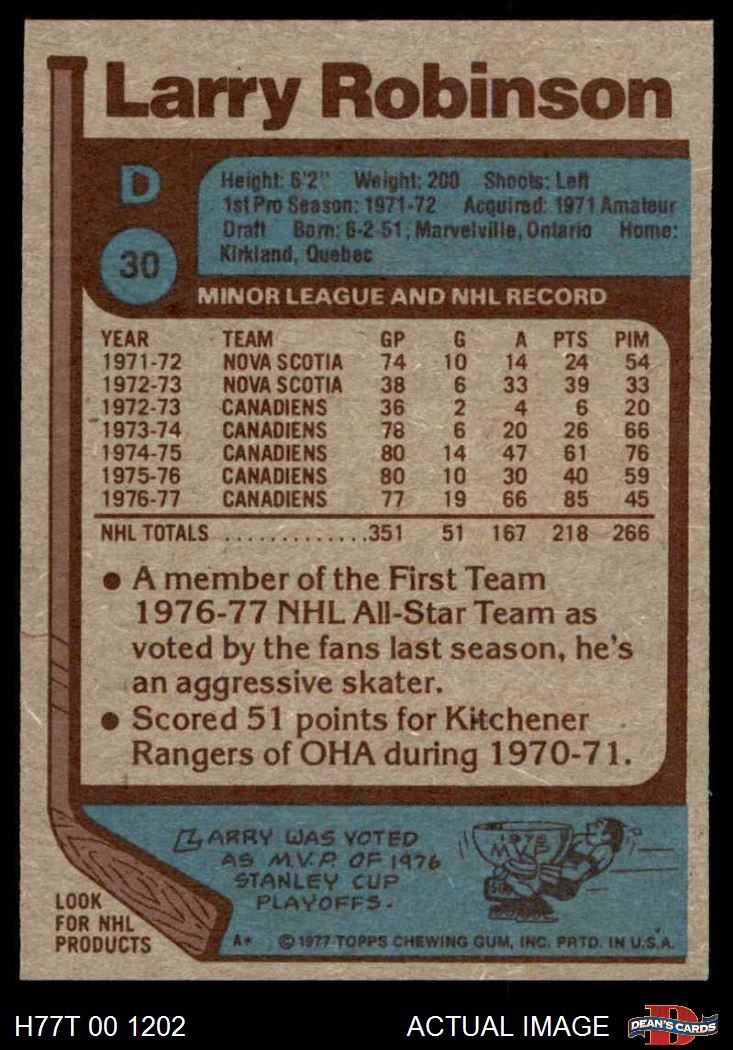 Larry Robinson
D
30
Height: 6'2" Weight: 200 Shoots: Left
1st Pro Season: 1971-72 Acquired: 1971 Amateur
Draft Born: 6-2-51, Marvelville, Ontario Home:
Kirkland, Quebec
MINOR LEAGUE AND NHL RECORD
YEAR TEAM GP G A PTS PIM
1971-72 NOVA SCOTIA 74 10 14 24 54
1972-73 NOVA SCOTIA 38 6 33 39 33
1972-73 CANADIENS 36 2 4 6 20
1973-74 CANADIENS 78 6 20 26 66
1974-75 CANADIENS 80 14 47 61 76
1975-76 CANADIENS 80 10 30 40 59
1976-77 CANADIENS 77 19 66 85 45
NHL TOTALS .............351 51 167 218 266
● A member of the First Team
1976-77 NHL All-Star Team as
voted by the fans last season, he's
an aggressive skater.
● Scored 51 points for Kitchener
Rangers of OHA during 1970-71.
LARRY WAS VOTED
AS M.V.P. OF 1976
STANLEY CUP
PLAYOFFS.
1978
MVP
LOOK
FOR NHL
PRODUCTS
A* ©1977 TOPPS CHEWING GUM, INC. PRTD. IN U.S.A.
H77T 00 1202 ACTUAL IMAGE DEAN'S CARDS